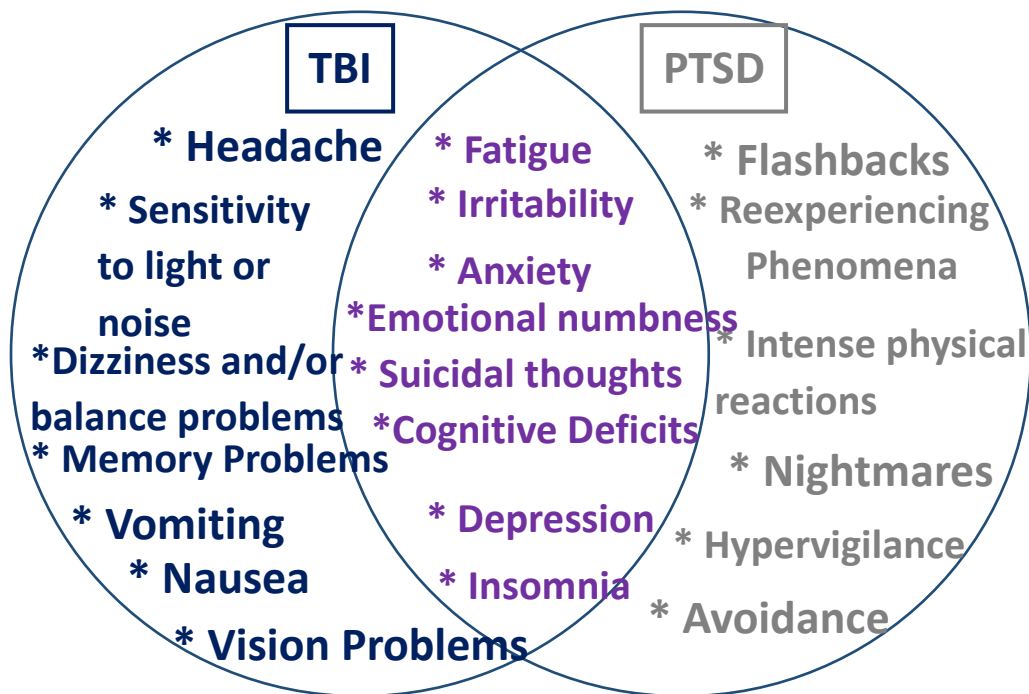 TBI
* Headache
* Sensitivity
to light or
noise
*Dizziness and/or
balance problems
* Memory Problems
* Vomiting
* Nausea
* Vision Problems
* Fatigue
* Irritability
* Anxiety
*Emotional numbness
* Suicidal thoughts
*Cognitive Deficits
* Depression
* Insomnia
PTSD
* Flashbacks
* Reexperiencing
Phenomena
* Intense physical
reactions
* Nightmares
* Hypervigilance
* Avoidance